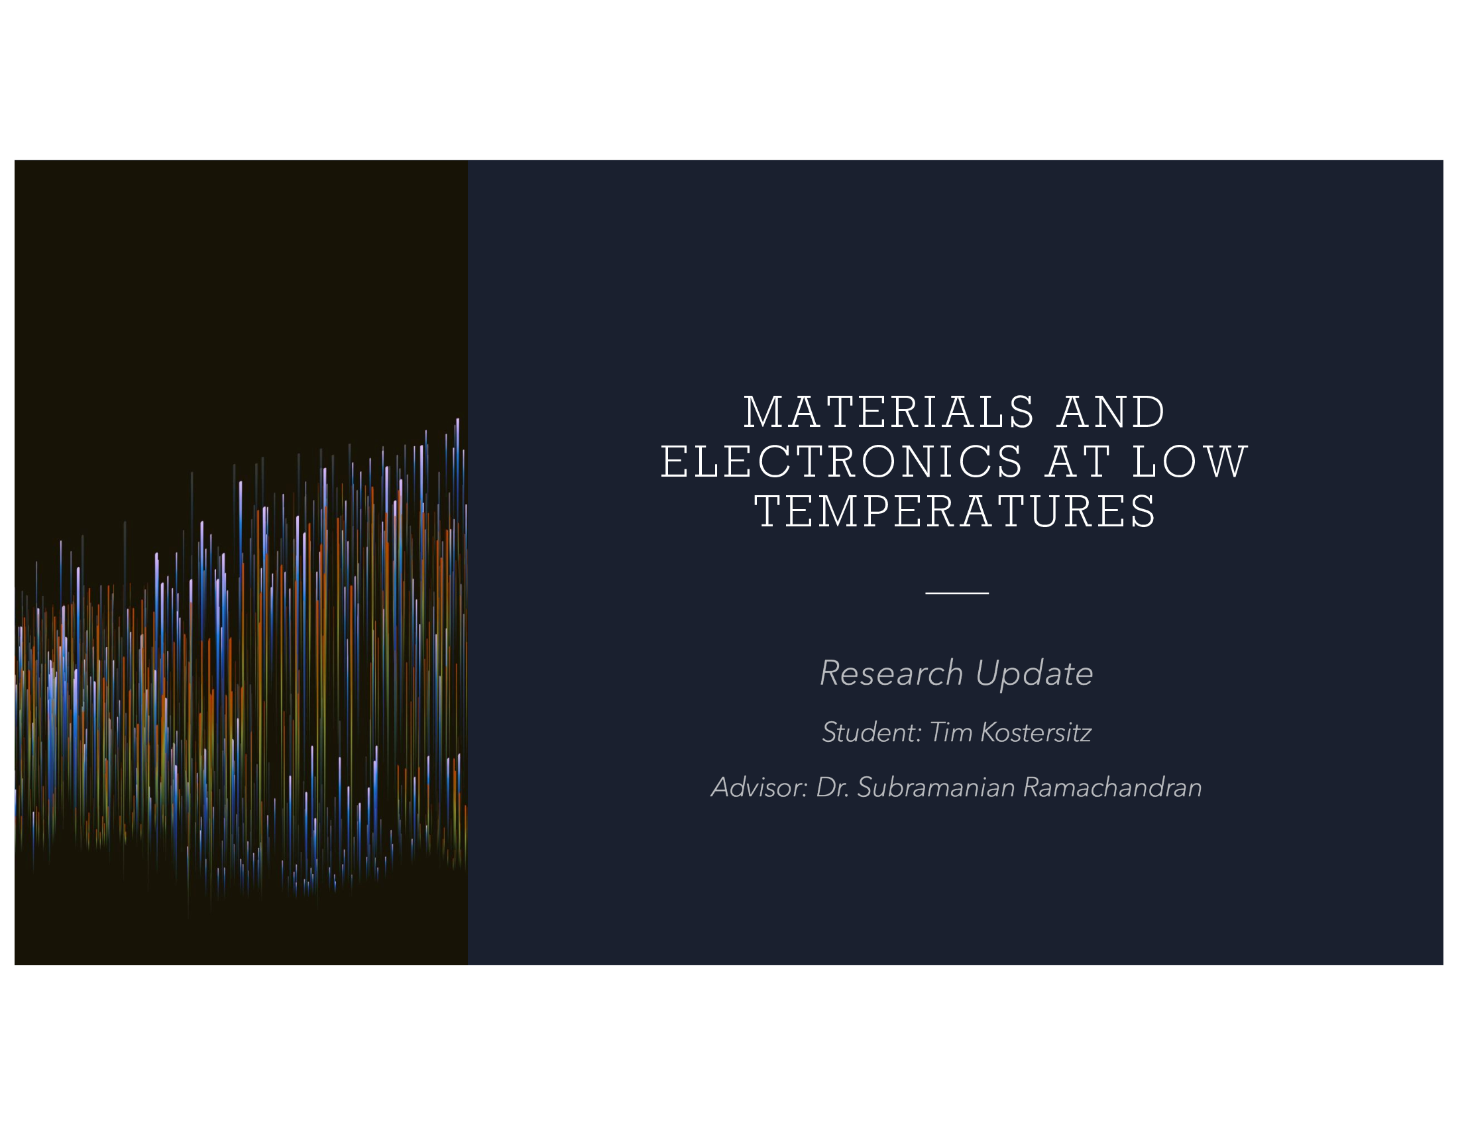 MATERIALS AND
ELECTRONICS AT LOW
TEMPERATURES
Research Update
Student: Tim Kostersitz
Advisor: Dr. Subramanian Ramachandran